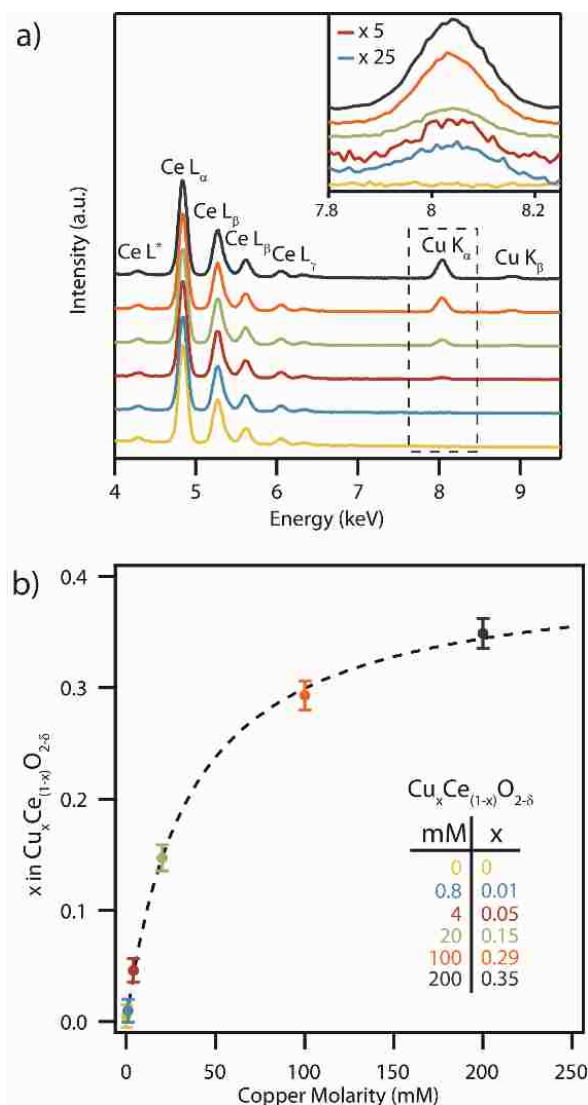 a)
x 5
x 25
7.8 8 8.2
Ce L*
Ce Lα
Ce Lβ
Ce Lβ
Ce Lγ
Cu Kα
Cu Kβ
Intensity (a.u.)
4 5 6 7 8 9
Energy (keV)
b)
0.4
0.3
0.2
0.1
0.0
x in CuxCe(1-x)O2-δ
CuxCe(1-x)O2-δ
mM x
0 0
0.8 0.01
4 0.05
20 0.15
100 0.29
200 0.35
0 50 100 150 200 250
Copper Molarity (mM)